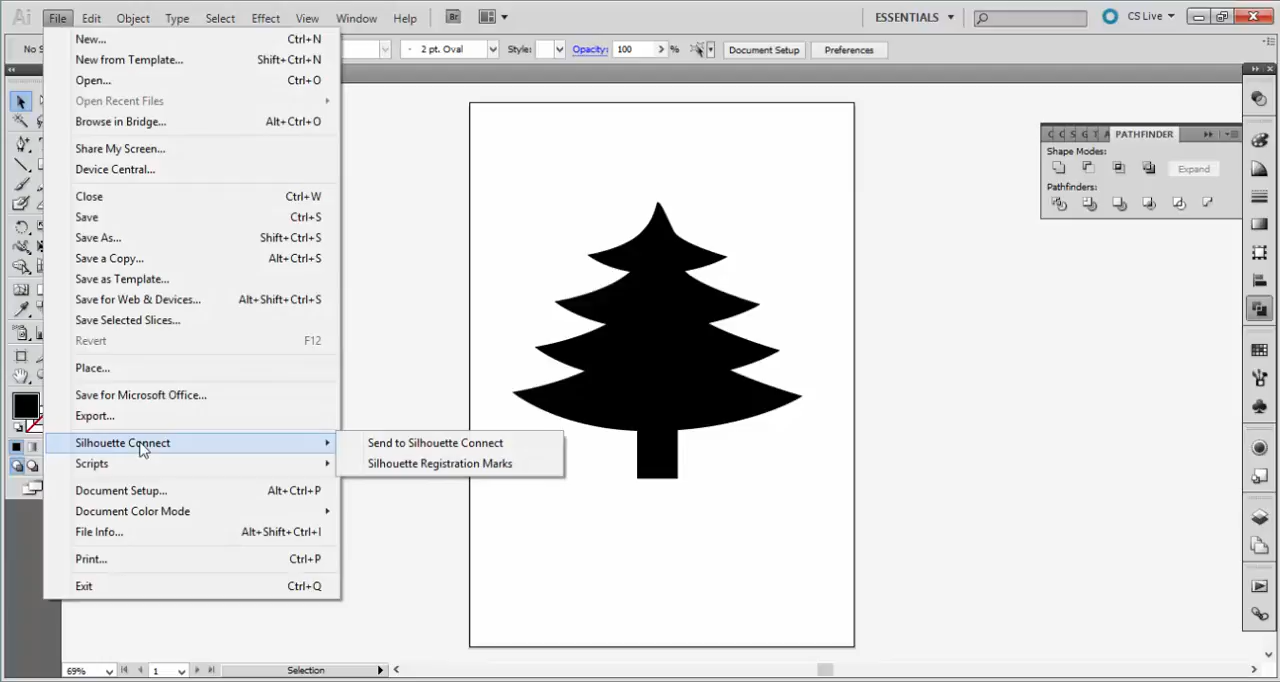 Ai File Edit Object Type Select Effect View Window Help Br ESSENTIALS CS Live
No S 2 pt. Oval Style: Opacity: 100 % Document Setup Preferences
New... Ctrl+N
New from Template... Shift+Ctrl+N
Open... Ctrl+O
Open Recent Files
Browse in Bridge... Alt+Ctrl+O
Share My Screen...
Device Central...
Close Ctrl+W
Save Ctrl+S
Save As... Shift+Ctrl+S
Save a Copy... Alt+Ctrl+S
Save as Template...
Save for Web & Devices... Alt+Shift+Ctrl+S
Save Selected Slices...
Revert F12
Place...
Save for Microsoft Office...
Export...
Silhouette Connect
Scripts
Document Setup... Alt+Ctrl+P
Document Color Mode
File Info... Alt+Shift+Ctrl+I
Print... Ctrl+P
Exit Ctrl+Q
Send to Silhouette Connect
Silhouette Registration Marks
C C S G T A PATHFINDER
Shape Modes:
Expand
Pathfinders:
69% 1 Selection